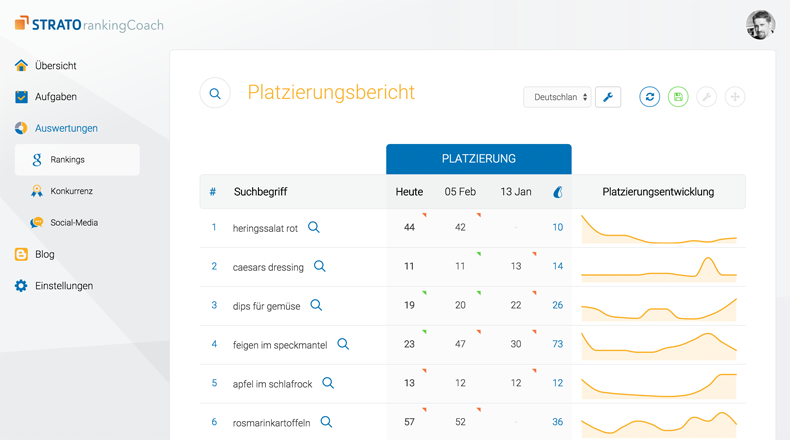 STRATO rankingCoach
Übersicht
Aufgaben
Auswertungen
Rankings
Konkurrenz
Social-Media
Blog
Einstellungen
Platzierungsbericht
Deutschlan
PLATZIERUNG
# Suchbegriff Heute 05 Feb 13 Jan Platzierungsentwicklung
1 heringssalat rot 44 42 - 10
2 caesars dressing 11 11 13 14
3 dips für gemüse 19 20 22 26
4 feigen im speckmantel 23 47 30 73
5 apfel im schlafrock 13 12 12 12
6 rosmarinkartoffeln 57 52 - 36